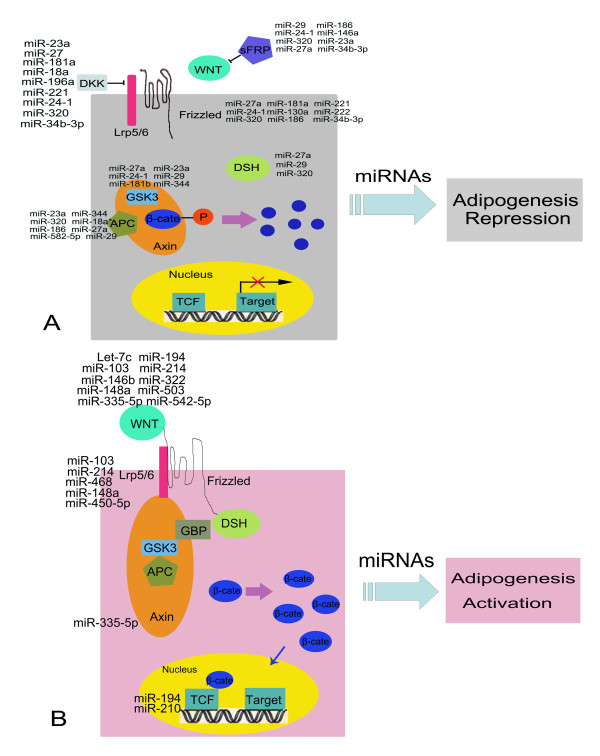 miR-23a
miR-27
miR-181a
miR-18a
miR-196a
miR-221
miR-24-1
miR-320
miR-34b-3p
DKK
Lrp5/6
WNT
sFRP
miR-29 miR-186
miR-24-1 miR-146a
miR-320 miR-23a
miR-27a miR-34b-3p
Frizzled
miR-27a miR-181a miR-221
miR-24-1 miR-130a miR-222
miR-320 miR-186 miR-34b-3p
DSH
miR-27a
miR-29
miR-320
miR-27a miR-23a
miR-24-1 miR-29
miR-181b miR-344
GSK3
miR-23a miR-344
miR-320 miR-18a
miR-186 miR-27a
miR-582-5p miR-29
APC
β-cate
P
Axin
Nucleus
TCF
Target
A
miRNAs
Adipogenesis
Repression
Let-7c miR-194
miR-103 miR-214
miR-146b miR-322
miR-148a miR-503
miR-335-5p miR-542-5p
WNT
miR-103
miR-214
miR-468
miR-148a
miR-450-5p
Lrp5/6
Frizzled
GBP
DSH
GSK3
APC
Axin
miR-335-5p
β-cate
β-cate
β-cate
β-cate
β-cate
Nucleus
β-cate
miR-194
miR-210
TCF
Target
B
miRNAs
Adipogenesis
Activation